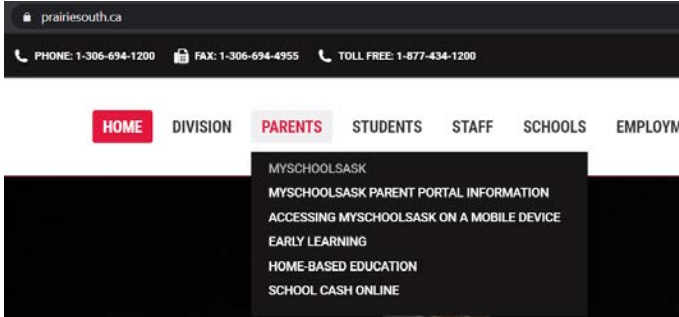 prairiesouth.ca
PHONE: 1-306-694-1200 FAX: 1-306-694-4955 TOLL FREE: 1-877-434-1200
HOME DIVISION PARENTS STUDENTS STAFF SCHOOLS EMPLOYM
MYSCHOOLSASK
MYSCHOOLSASK PARENT PORTAL INFORMATION
ACCESSING MYSCHOOLSASK ON A MOBILE DEVICE
EARLY LEARNING
HOME-BASED EDUCATION
SCHOOL CASH ONLINE